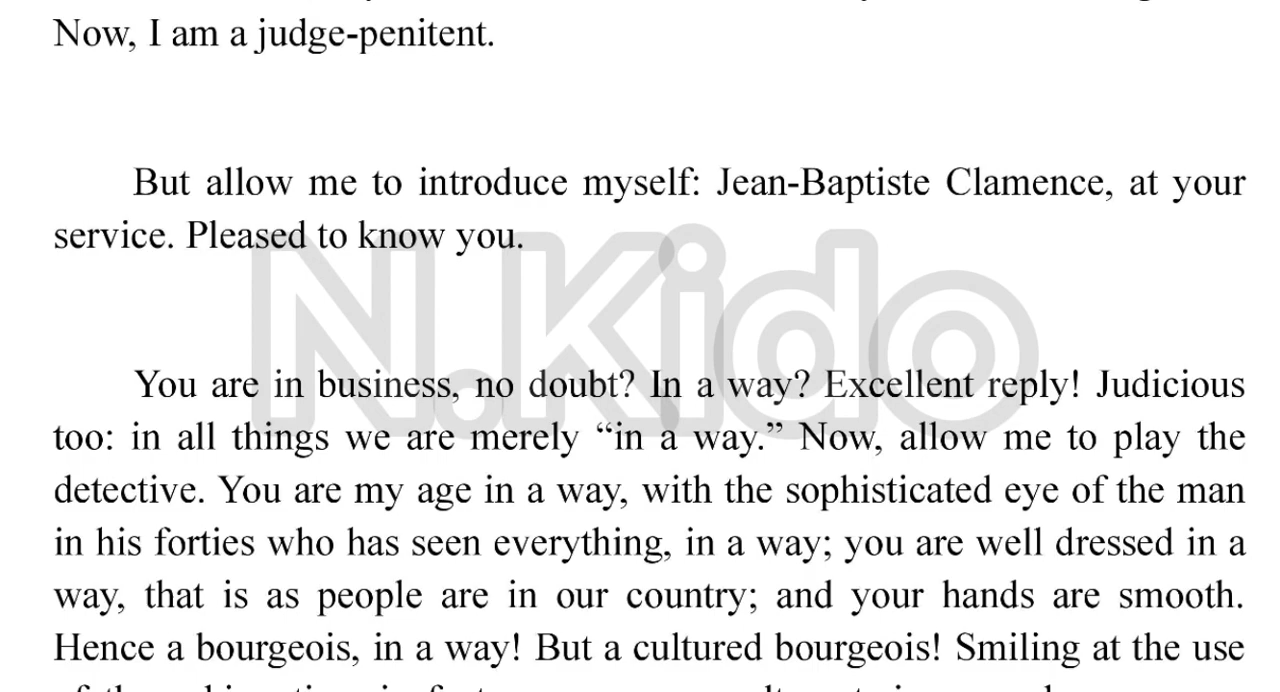 Now, I am a judge-penitent.
But allow me to introduce myself: Jean-Baptiste Clamence, at your
service. Pleased to know you.
N.Kido
You are in business, no doubt? In a way? Excellent reply! Judicious
too: in all things we are merely “in a way.” Now, allow me to play the
detective. You are my age in a way, with the sophisticated eye of the man
in his forties who has seen everything, in a way; you are well dressed in a
way, that is as people are in our country; and your hands are smooth.
Hence a bourgeois, in a way! But a cultured bourgeois! Smiling at the use